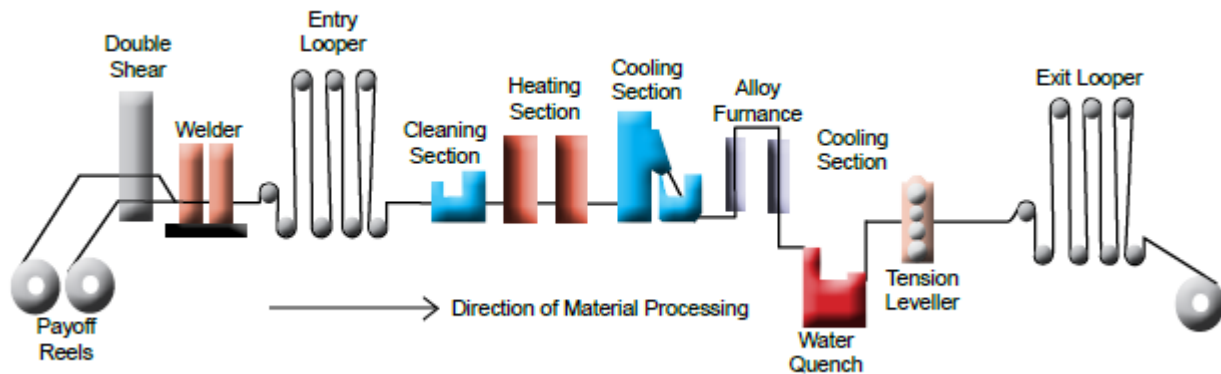 Double
Shear
Welder
Entry
Looper
Cleaning
Section
Heating
Section
Cooling
Section
Alloy
Furnance
Cooling
Section
Exit Looper
Payoff
Reels
Direction of Material Processing
Water
Quench
Tension
Leveller